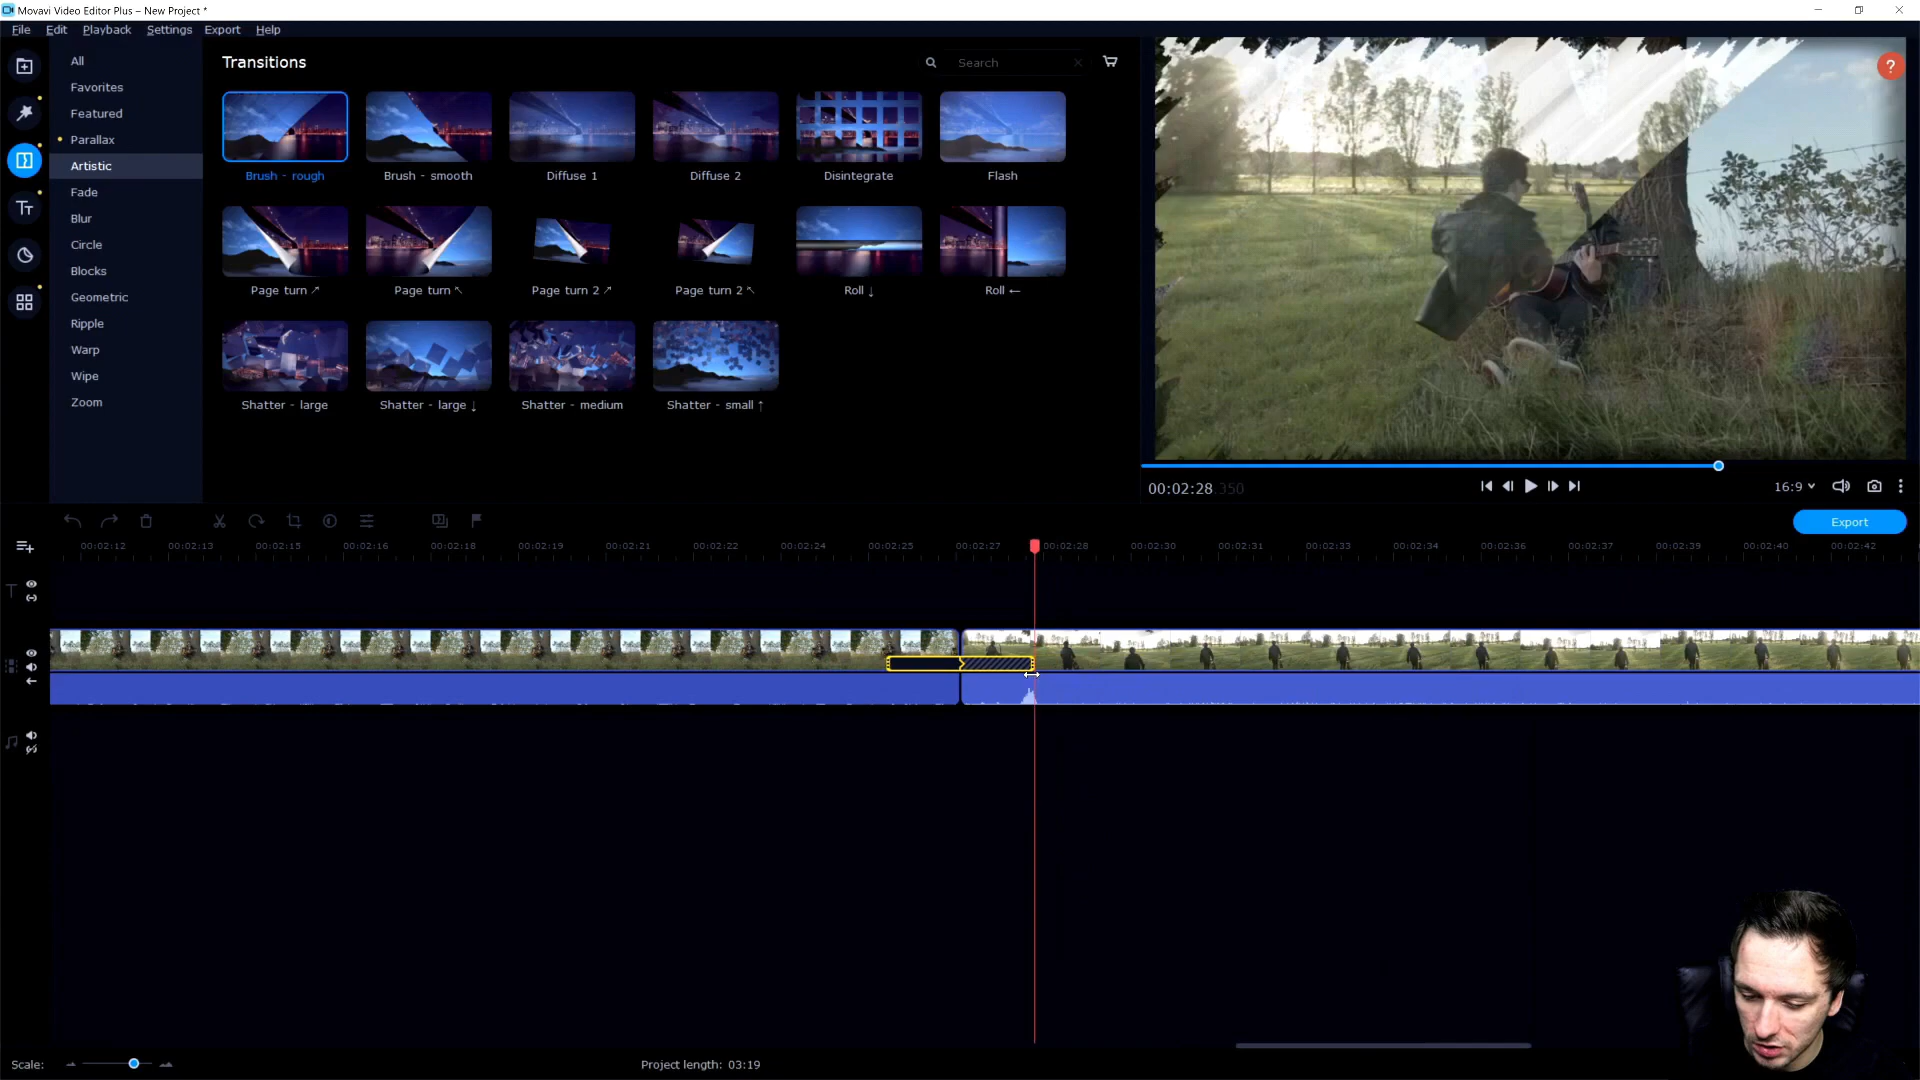 Movavi Video Editor Plus – New Project *
File Edit Playback Settings Export Help
All
Favorites
Featured
Parallax
Artistic
Fade
Blur
Circle
Blocks
Geometric
Ripple
Warp
Wipe
Zoom
Transitions
Search
Brush - rough
Brush - smooth
Diffuse 1
Diffuse 2
Disintegrate
Flash
Page turn ↗
Page turn ↖
Page turn 2 ↗
Page turn 2 ↖
Roll ↓
Roll ←
Shatter - large
Shatter - large ↓
Shatter - medium
Shatter - small ↑
?
00:02:28.350
16:9
Export
00:02:12 00:02:13 00:02:15 00:02:16 00:02:18 00:02:19 00:02:21 00:02:22 00:02:24 00:02:25 00:02:27 00:02:28 00:02:30 00:02:31 00:02:33 00:02:34 00:02:36 00:02:37 00:02:39 00:02:40 00:02:42
Scale:
Project length: 03:19